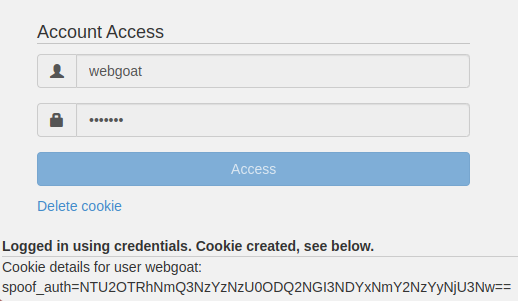 Account Access
webgoat
•••••••
Access
Delete cookie
Logged in using credentials. Cookie created, see below.
Cookie details for user webgoat:
spoof_auth=NTU2OTRhNmQ3NzYzNzU0ODQ2NGI3NDYxNmY2NzYyNjU3Nw==